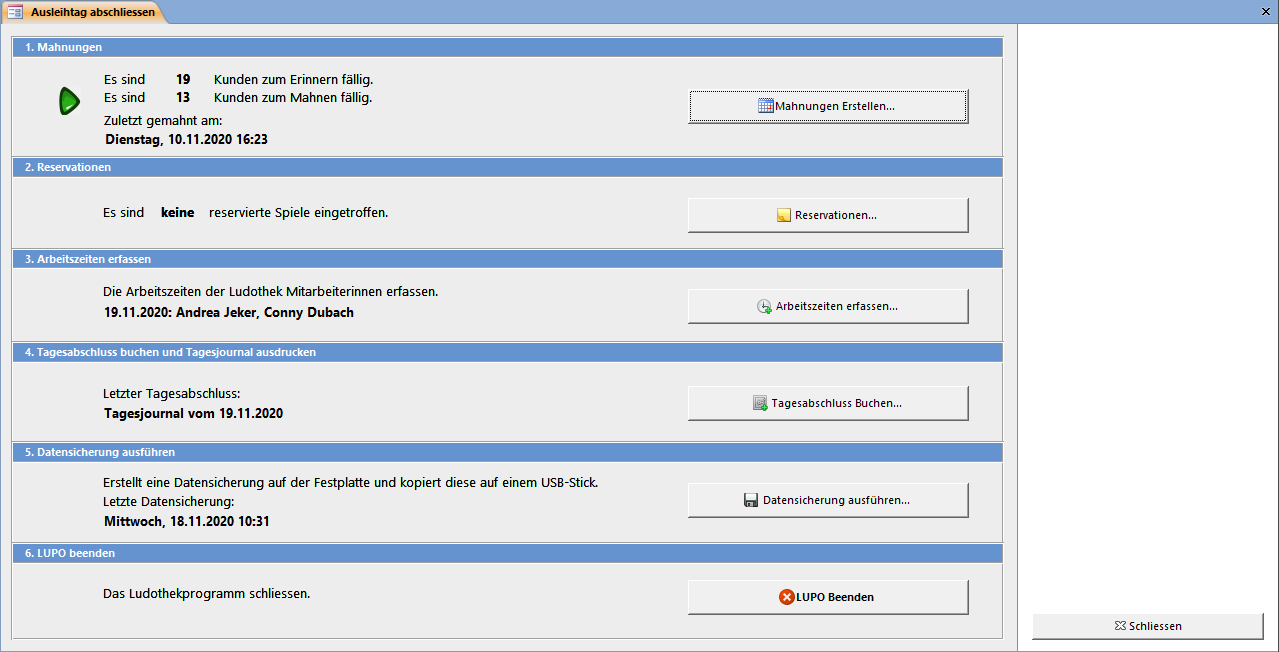 Ausleihtag abschliessen
1. Mahnungen
Es sind 19 Kunden zum Erinnern fällig.
Es sind 13 Kunden zum Mahnen fällig.
Mahnungen Erstellen...
Zuletzt gemahnt am:
Dienstag, 10.11.2020 16:23
2. Reservationen
Es sind keine reservierte Spiele eingetroffen.
Reservationen...
3. Arbeitszeiten erfassen
Die Arbeitszeiten der Ludothek Mitarbeiterinnen erfassen.
19.11.2020: Andrea Jeker, Conny Dubach
Arbeitszeiten erfassen...
4. Tagesabschluss buchen und Tagesjournal ausdrucken
Letzter Tagesabschluss:
Tagesjournal vom 19.11.2020
Tagesabschluss Buchen...
5. Datensicherung ausführen
Erstellt eine Datensicherung auf der Festplatte und kopiert diese auf einem USB-Stick.
Letzte Datensicherung:
Mittwoch, 18.11.2020 10:31
Datensicherung ausführen...
6. LUPO beenden
Das Ludothekprogramm schliessen.
LUPO Beenden
Schliessen